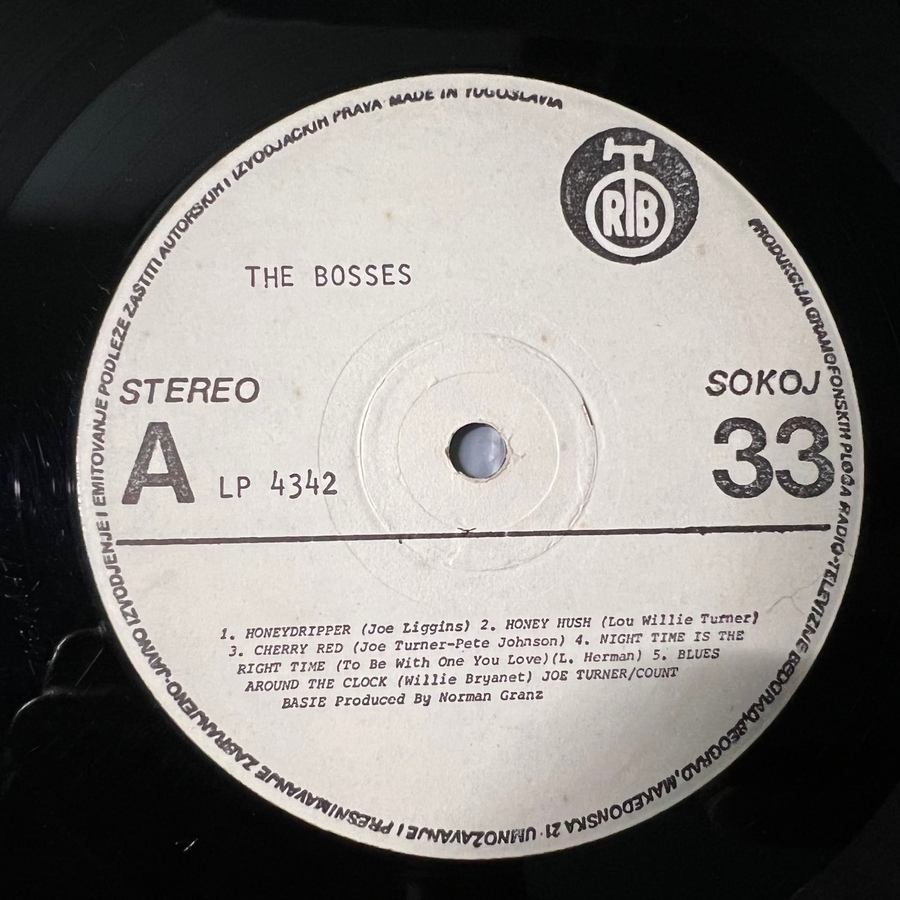 MADE IN YUGOSLAVIA
RTB
THE BOSSES
STEREO
SOKOJ
A
LP 4342
33
1. HONEYDRIPPER (Joe Liggins) 2. HONEY HUSH (Lou Willie Turner)
3. CHERRY RED (Joe Turner-Pete Johnson) 4. NIGHT TIME IS THE
RIGHT TIME (To Be With One You Love)(L. Herman) 5. BLUES
AROUND THE CLOCK (Willie Bryanet) JOE TURNER/COUNT
BASIE Produced By Norman Granz
PRODUKCIJA GRAMOFONSKIH PLOČA RADIO-TELEVIZIJE BEOGRAD, BEOGRAD, MAKEDONSKA 21 · UMNOŽAVANJE I PRESNIMAVANJE ZABRANJENO · JAVNO IZVODJENJE I EMITOVANJE PODLEŽE ZAŠTITI AUTORSKIH I IZVODJAČKIH PRAVA ·